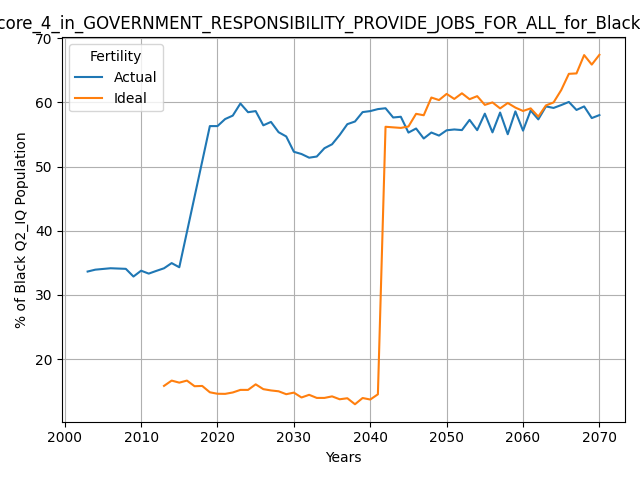 core_4_in_GOVERNMENT_RESPONSIBILITY_PROVIDE_JOBS_FOR_ALL_for_Black
Fertility
Actual
Ideal
70
60
50
40
30
20
% of Black Q2_IQ Population
2000 2010 2020 2030 2040 2050 2060 2070
Years